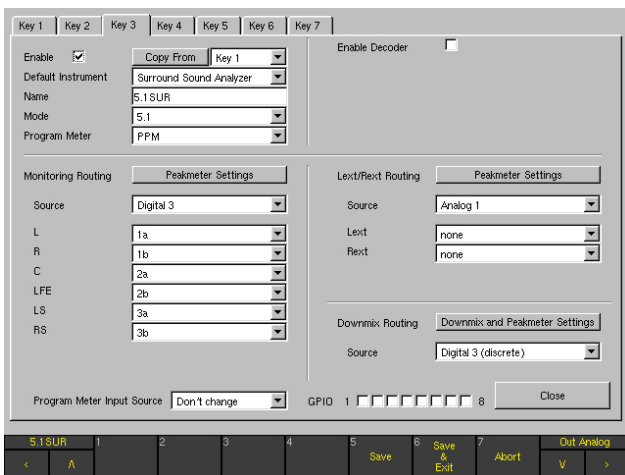 Key 1 Key 2 Key 3 Key 4 Key 5 Key 6 Key 7
Enable Copy From Key 1
Default Instrument Surround Sound Analyzer
Name 5.1SUR
Mode 5.1
Program Meter PPM
Enable Decoder
Monitoring Routing Peakmeter Settings
Source Digital 3
L 1a
R 1b
C 2a
LFE 2b
LS 3a
RS 3b
Lext/Rext Routing Peakmeter Settings
Source Analog 1
Lext none
Rext none
Downmix Routing Downmix and Peakmeter Settings
Source Digital 3 (discrete)
Program Meter Input Source Don't change
GPIO 1 8
Close
5.1SUR 1 2 3 4 5 6 7 Out Analog
< Λ Save Save & Exit Abort V >